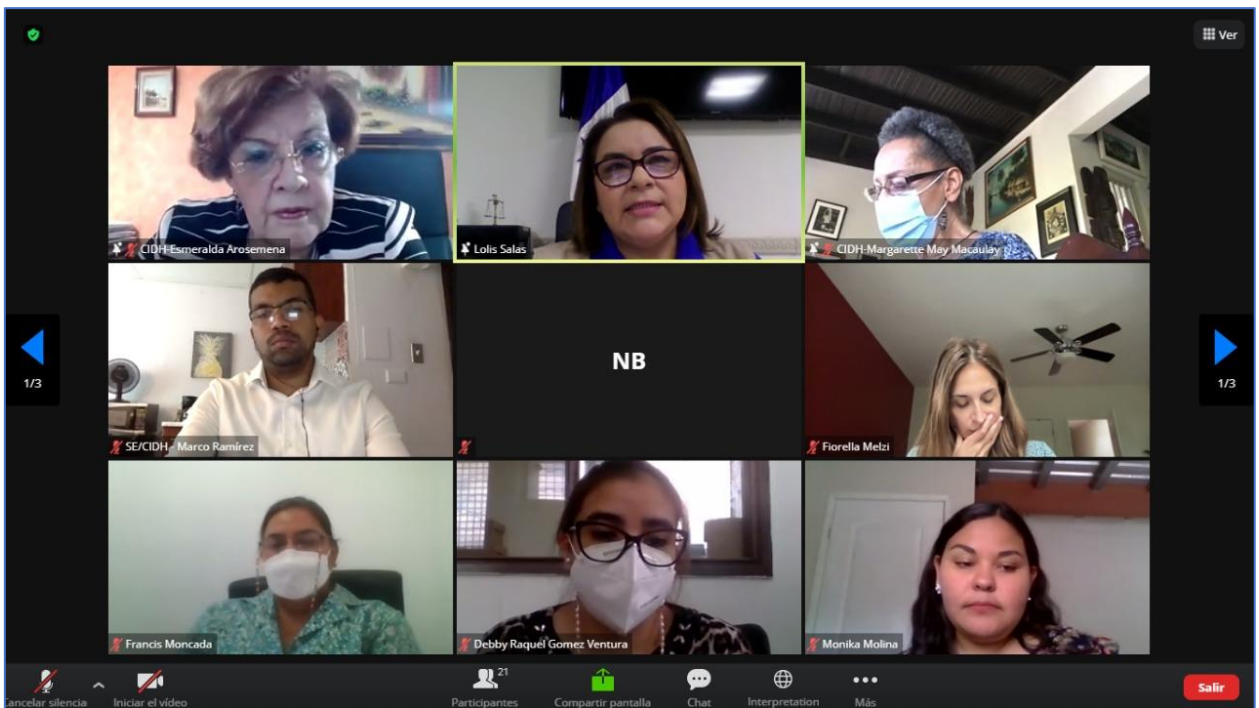 Ver
CIDH-Esmeralda Arosemena
Lolis Salas
CIDH-Margarette May Macaulay
1/3
NB
1/3
SE/CIDH - Marco Ramírez
Fiorella Melzi
Francis Moncada
Debby Raquel Gomez Ventura
Monika Molina
21
Cancelar silencia
Iniciar el vídeo
Participantes
Compartir pantalla
Chat
Interpretation
Más
Salir